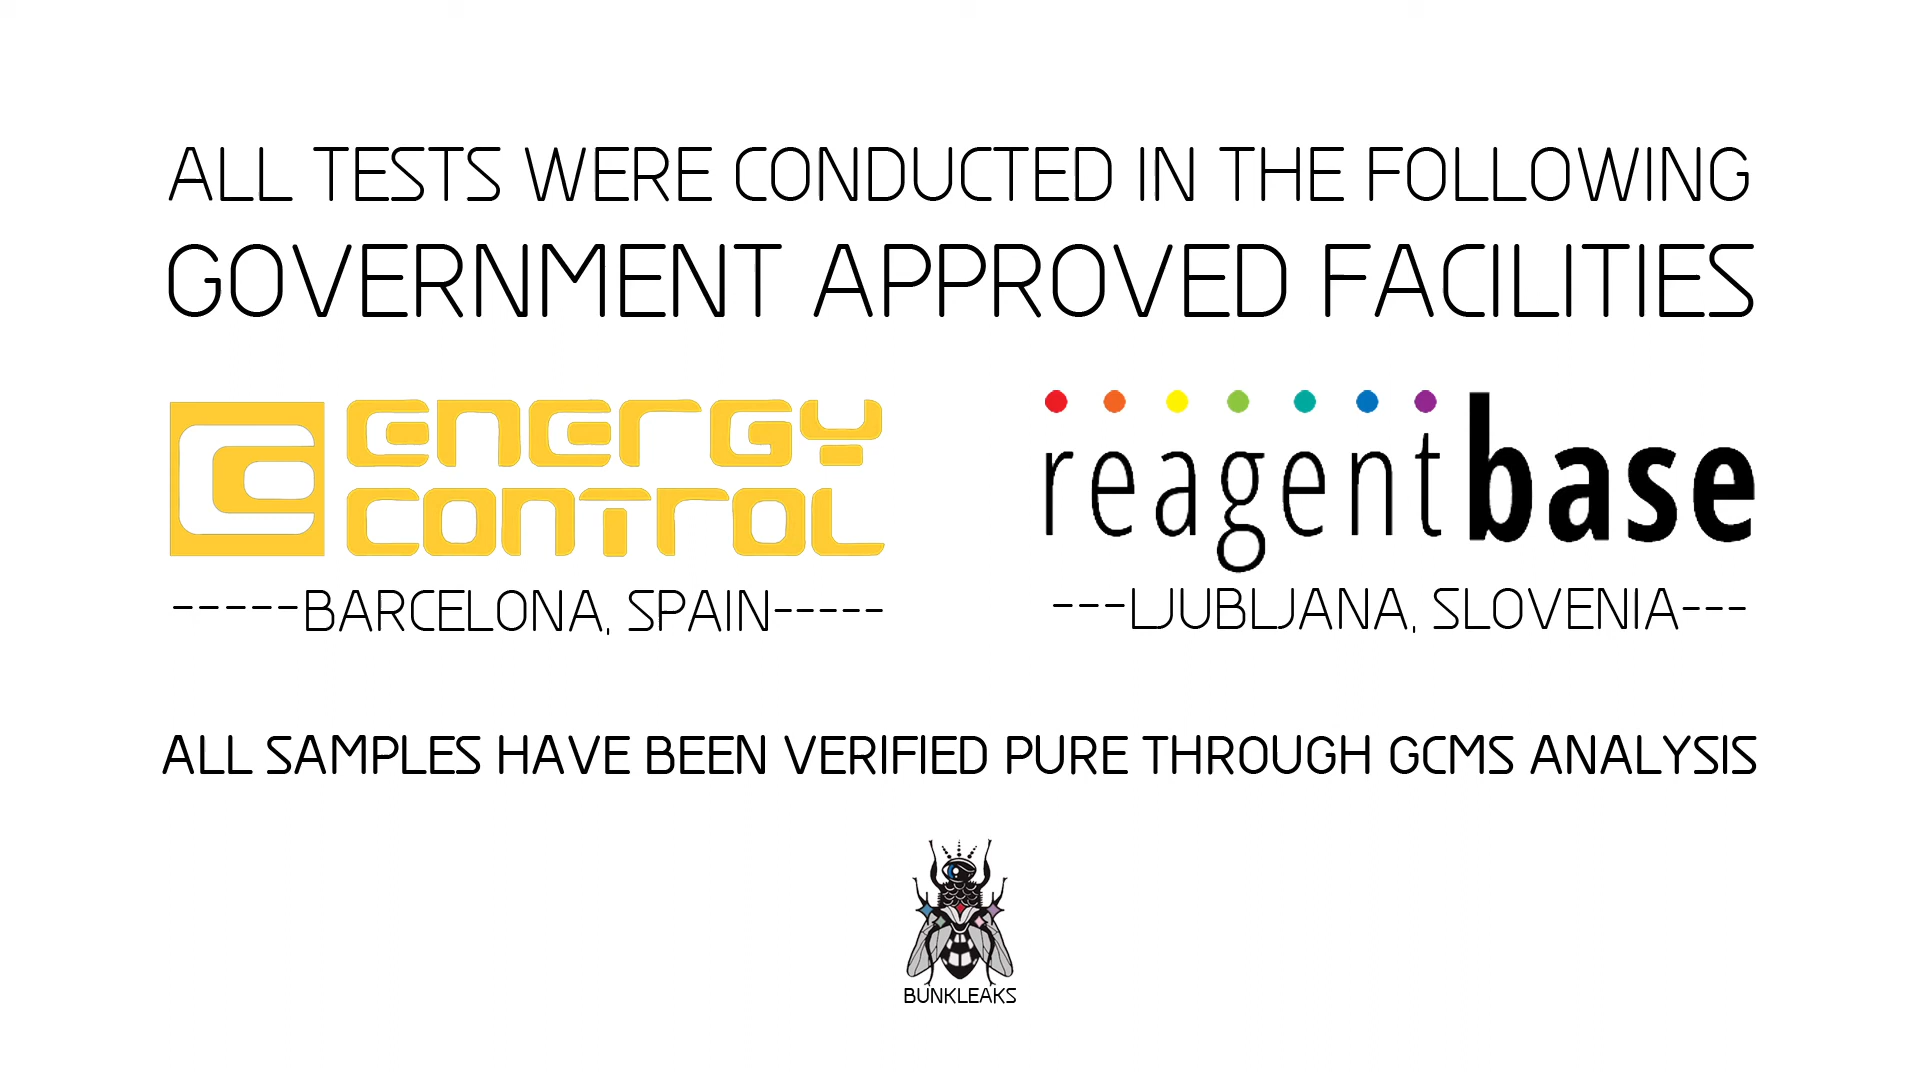 ALL TESTS WERE CONDUCTED IN THE FOLLOWING
GOVERNMENT APPROVED FACILITIES
energy control
-----BARCELONA, SPAIN-----
reagentbase
---LJUBLJANA, SLOVENIA---
ALL SAMPLES HAVE BEEN VERIFIED PURE THROUGH GCMS ANALYSIS
BUNKLEAKS